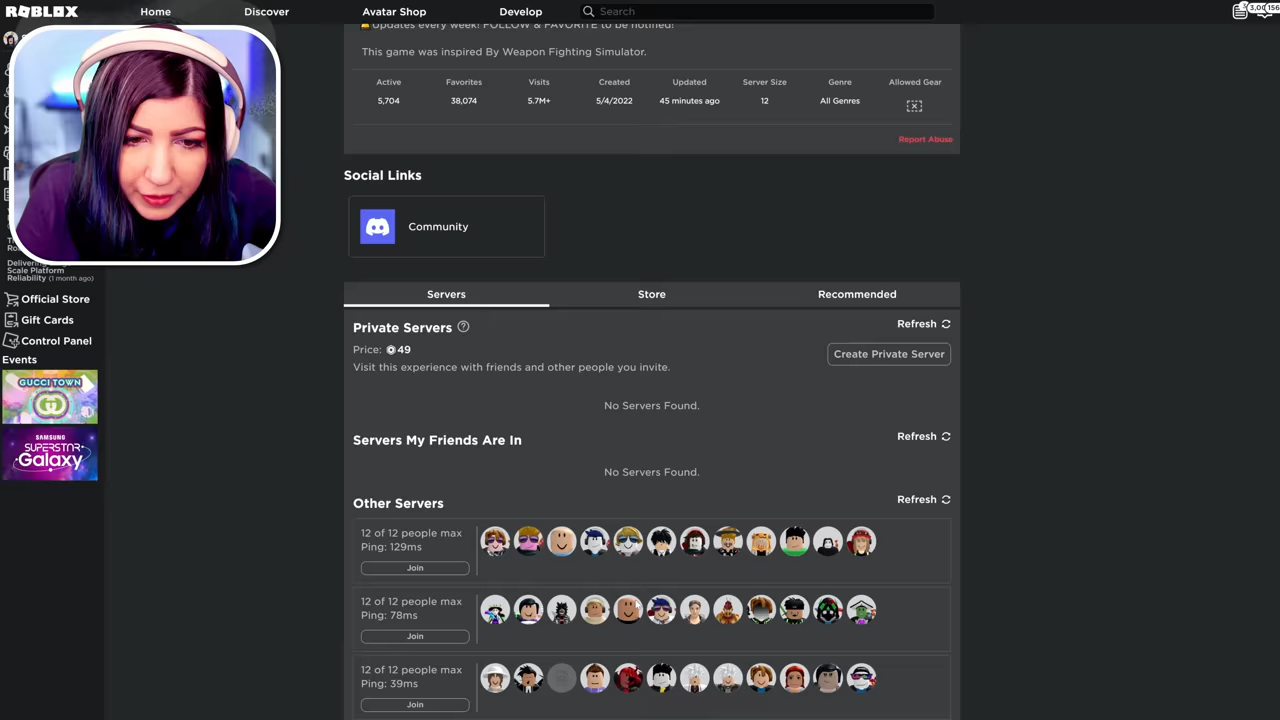 ROBLOX
Home
Discover
Avatar Shop
Develop
Search
156
Updates every week! FOLLOW & FAVORITE to be notified!
This game was inspired By Weapon Fighting Simulator.
Active
Favorites
Visits
Created
Updated
Server Size
Genre
Allowed Gear
5,704
38,074
5.7M+
5/4/2022
45 minutes ago
12
All Genres
Report Abuse
Social Links
Community
Reliability (1 month ago)
Scale Platform
Official Store
Gift Cards
Control Panel
Events
GUCCI TOWN
SAMSUNG
SUPERSTAR
Galaxy
Servers
Store
Recommended
Private Servers
Refresh
Price: 49
Create Private Server
Visit this experience with friends and other people you invite.
No Servers Found.
Servers My Friends Are In
Refresh
No Servers Found.
Other Servers
Refresh
12 of 12 people max
Ping: 129ms
Join
12 of 12 people max
Ping: 78ms
Join
12 of 12 people max
Ping: 39ms
Join